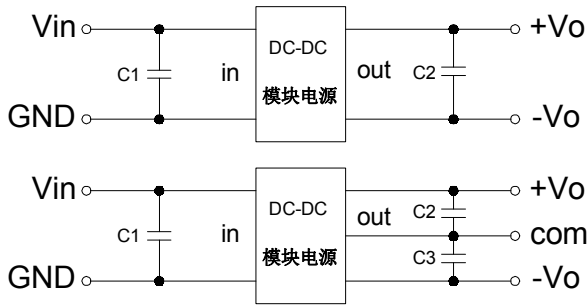 Vin
+Vo
DC-DC
C1
in
out
C2
模块电源
GND
-Vo
Vin
+Vo
DC-DC
out
C2
C1
in
com
模块电源
C3
GND
-Vo